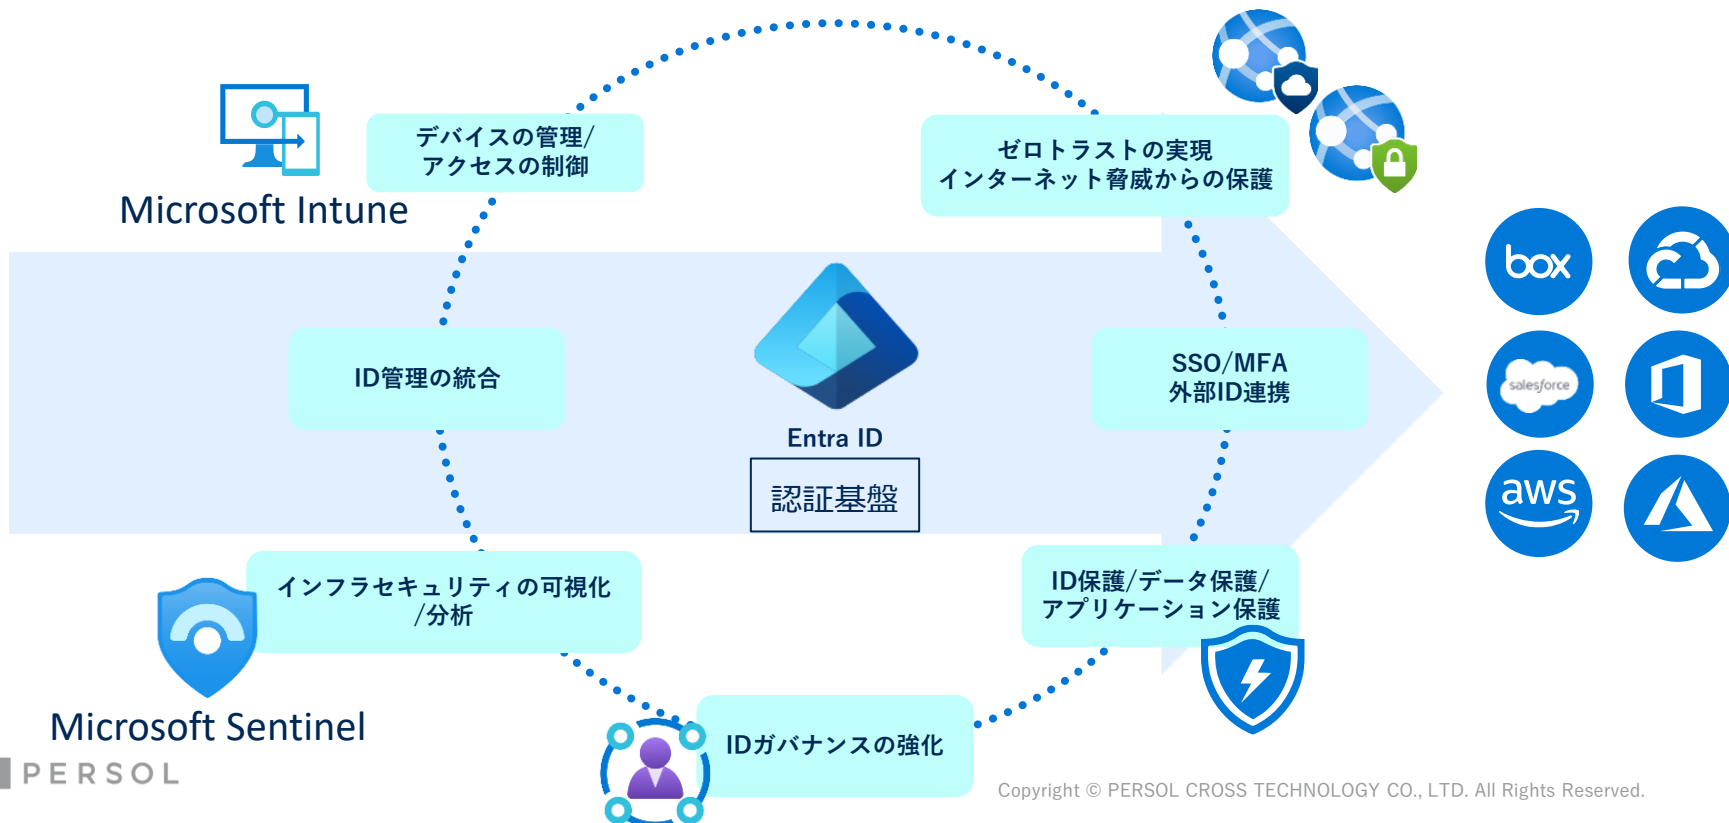 デバイスの管理/
アクセスの制御
Microsoft Intune
ゼロトラストの実現
インターネット脅威からの保護
box
ID管理の統合
Entra ID
認証基盤
SSO/MFA
外部ID連携
salesforce
aws
インフラセキュリティの可視化
/分析
Microsoft Sentinel
ID保護/データ保護/
アプリケーション保護
IDガバナンスの強化
PERSOL
Copyright © PERSOL CROSS TECHNOLOGY CO., LTD. All Rights Reserved.